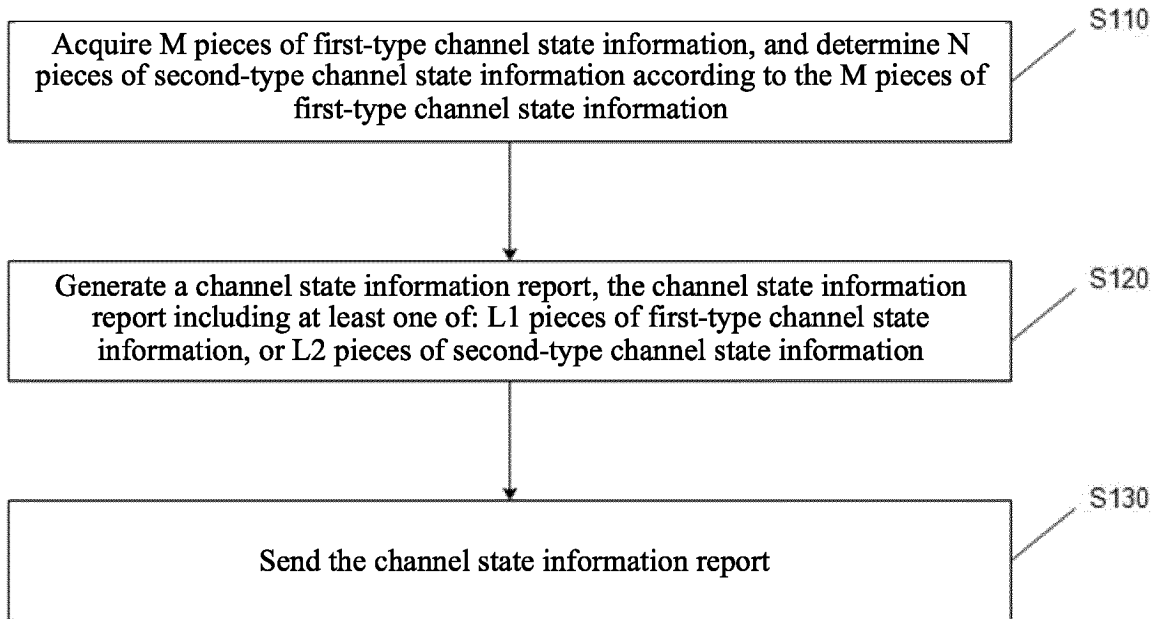 S110
Acquire M pieces of first-type channel state information, and determine N
pieces of second-type channel state information according to the M pieces of
first-type channel state information
S120
Generate a channel state information report, the channel state information
report including at least one of: L1 pieces of first-type channel state
information, or L2 pieces of second-type channel state information
S130
Send the channel state information report